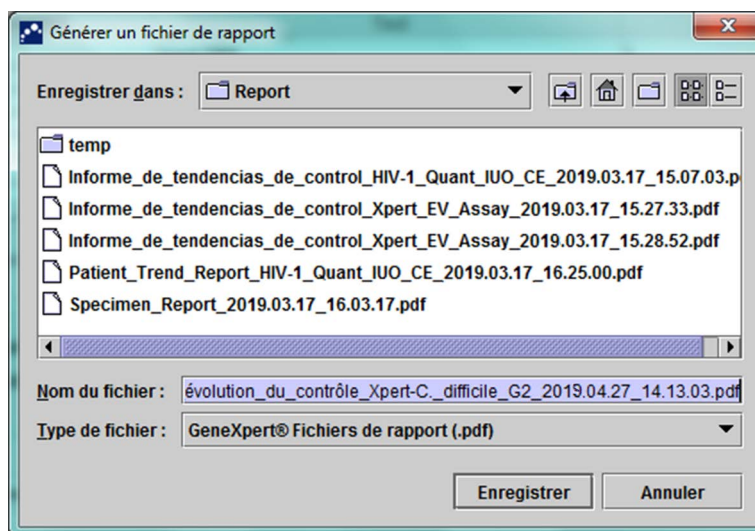 Générer un fichier de rapport
Enregistrer dans :
Report
temp
Informe_de_tendencias_de_control_HIV-1_Quant_IUO_CE_2019.03.17_15.07.03.p
Informe_de_tendencias_de_control_Xpert_EV_Assay_2019.03.17_15.27.33.pdf
Informe_de_tendencias_de_control_Xpert_EV_Assay_2019.03.17_15.28.52.pdf
Patient_Trend_Report_HIV-1_Quant_IUO_CE_2019.03.17_16.25.00.pdf
Specimen_Report_2019.03.17_16.03.17.pdf
Nom du fichier : évolution_du_contrôle_Xpert-C._difficile_G2_2019.04.27_14.13.03.pdf
Type de fichier : GeneXpert® Fichiers de rapport (.pdf)
Enregistrer Annuler